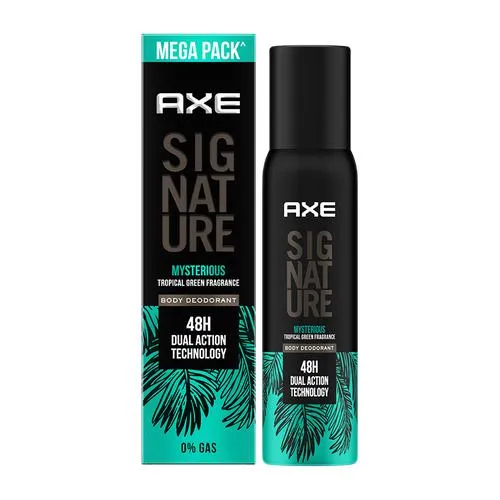 MEGA PACK^
AXE
SIG
NAT
URE
MYSTERIOUS
TROPICAL GREEN FRAGRANCE
BODY DEODORANT
48H
DUAL ACTION
TECHNOLOGY
0% GAS
AXE
SIG
NAT
URE
MYSTERIOUS
TROPICAL GREEN FRAGRANCE
BODY DEODORANT
48H
DUAL ACTION
TECHNOLOGY